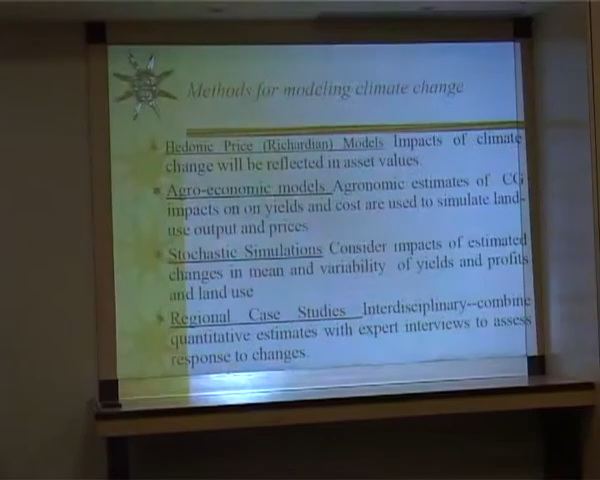 Methods for modeling climate change
Hedonic Price (Richardian) Models Impacts of climate
change will be reflected in asset values.
Agro-economic models Agronomic estimates of CG
impacts on on yields and cost are used to simulate land-
use output and prices
Stochastic Simulations Consider impacts of estimated
changes in mean and variability of yields and profits
and land use
Regional Case Studies Interdisciplinary--combine
quantitative estimates with expert interviews to assess
response to changes.